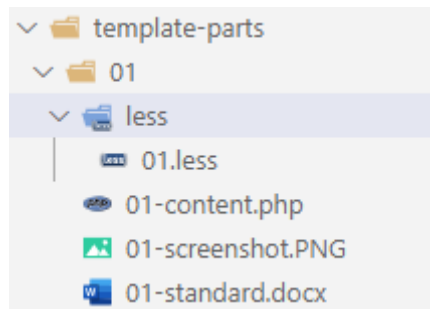 template-parts
01
less
01.less
01-content.php
01-screenshot.PNG
01-standard.docx